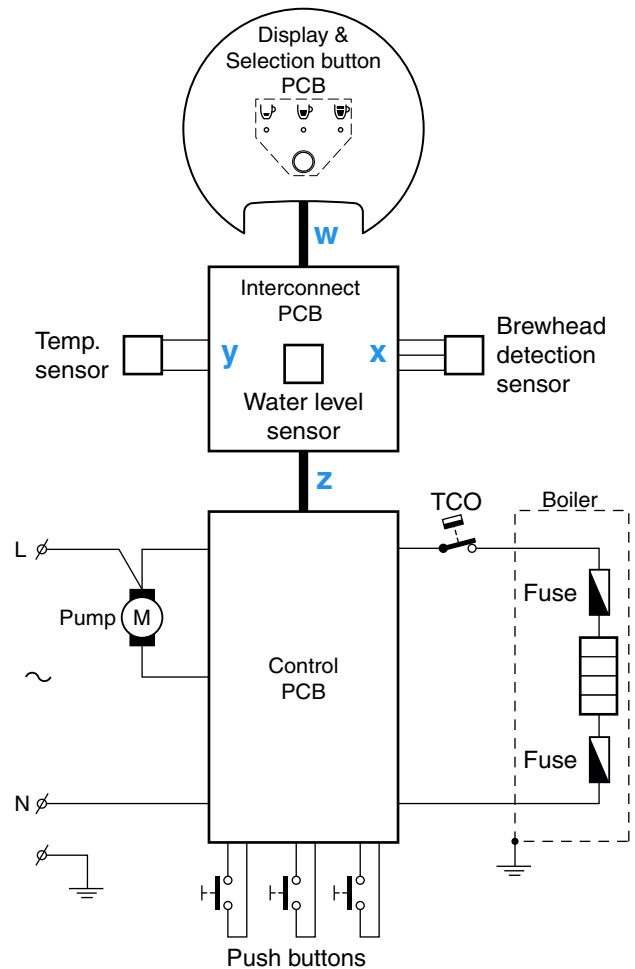 Display &
Selection button
PCB
w
Interconnect
PCB
Temp.
sensor
y
x
Brewhead
detection
sensor
Water level
sensor
z
TCO
Boiler
L
Fuse
Pump
M
Control
PCB
Fuse
N
Push buttons